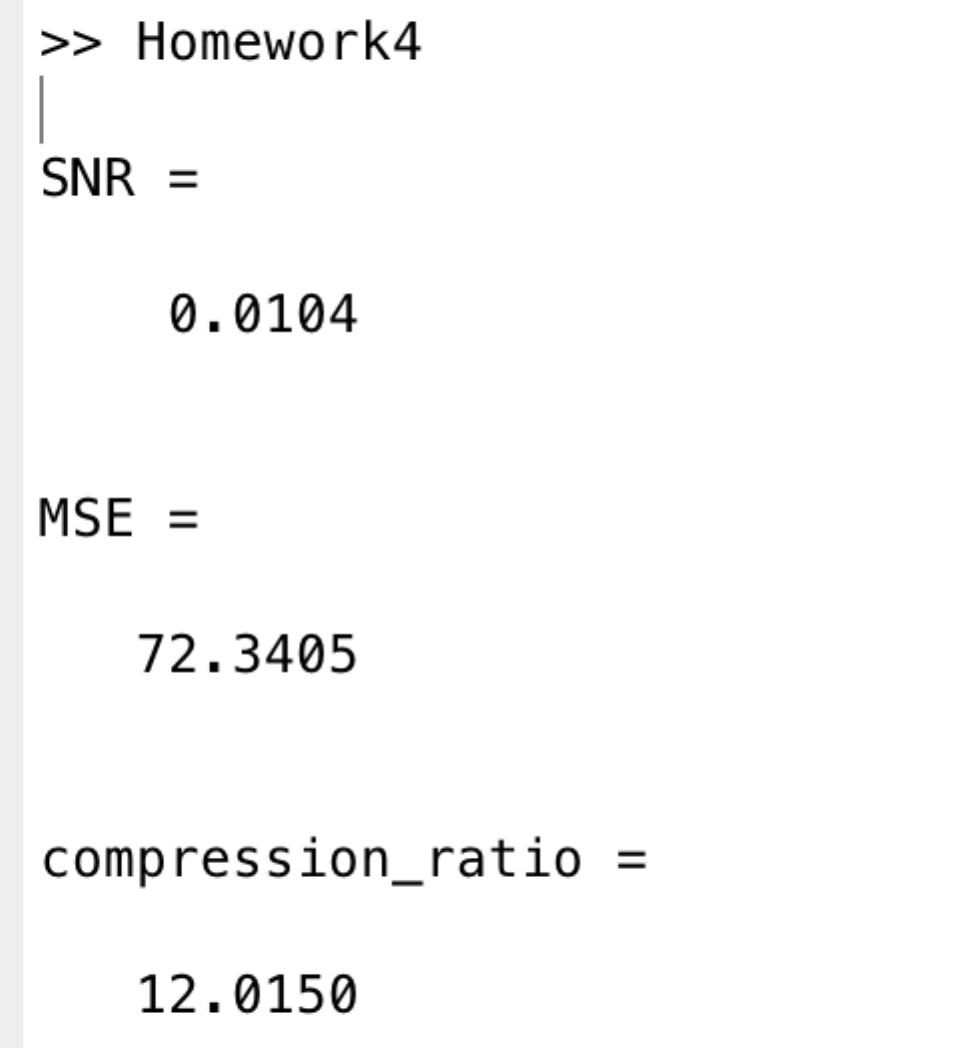 >> Homework4
SNR =
0.0104
MSE =
72.3405
compression_ratio =
12.0150